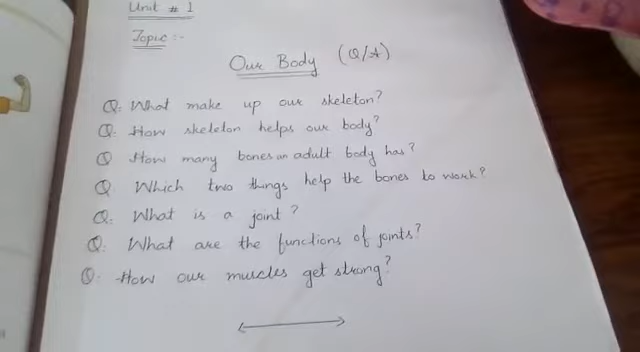 Unit # 1
Topic :-
Our Body (Q/A)
Q: What make up our skeleton?
Q: How skeleton helps our body?
Q How many bones an adult body has?
Q Which two things help the bones to work?
Q: What is a joint?
Q: What are the functions of joints?
Q: How our muscles get strong?